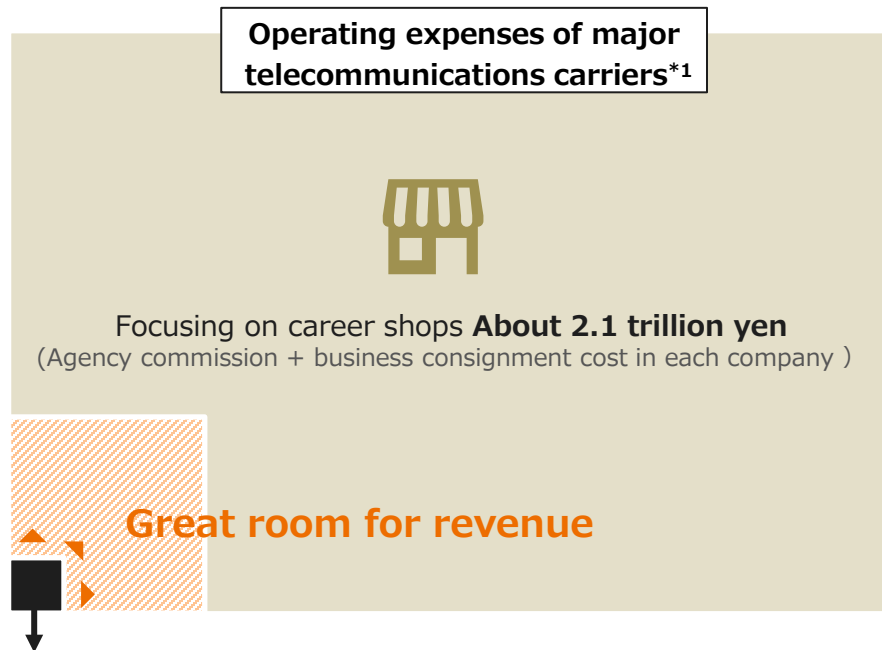 Operating expenses of major
telecommunications carriers*1
Focusing on career shops About 2.1 trillion yen
(Agency commission + business consignment cost in each company )
Great room for revenue